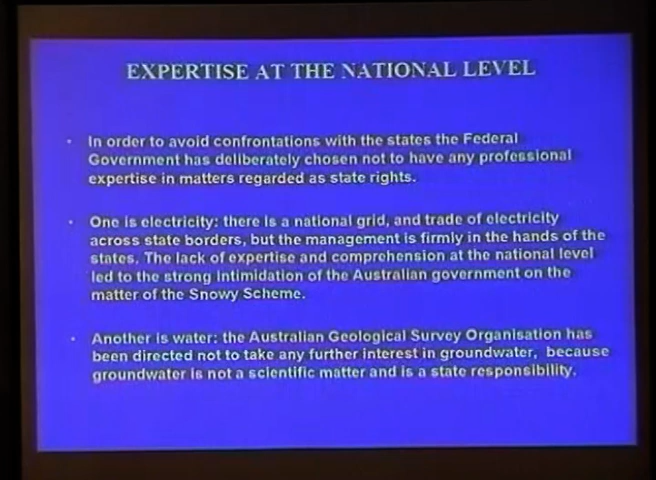 EXPERTISE AT THE NATIONAL LEVEL
• In order to avoid confrontations with the states the Federal
Government has deliberately chosen not to have any professional
expertise in matters regarded as state rights.
• One is electricity: there is a national grid, and trade of electricity
across state borders, but the management is firmly in the hands of the
states. The lack of expertise and comprehension at the national level
led to the strong intimidation of the Australian government on the
matter of the Snowy Scheme.
• Another is water: the Australian Geological Survey Organisation has
been directed not to take any further interest in groundwater, because
groundwater is not a scientific matter and is a state responsibility.